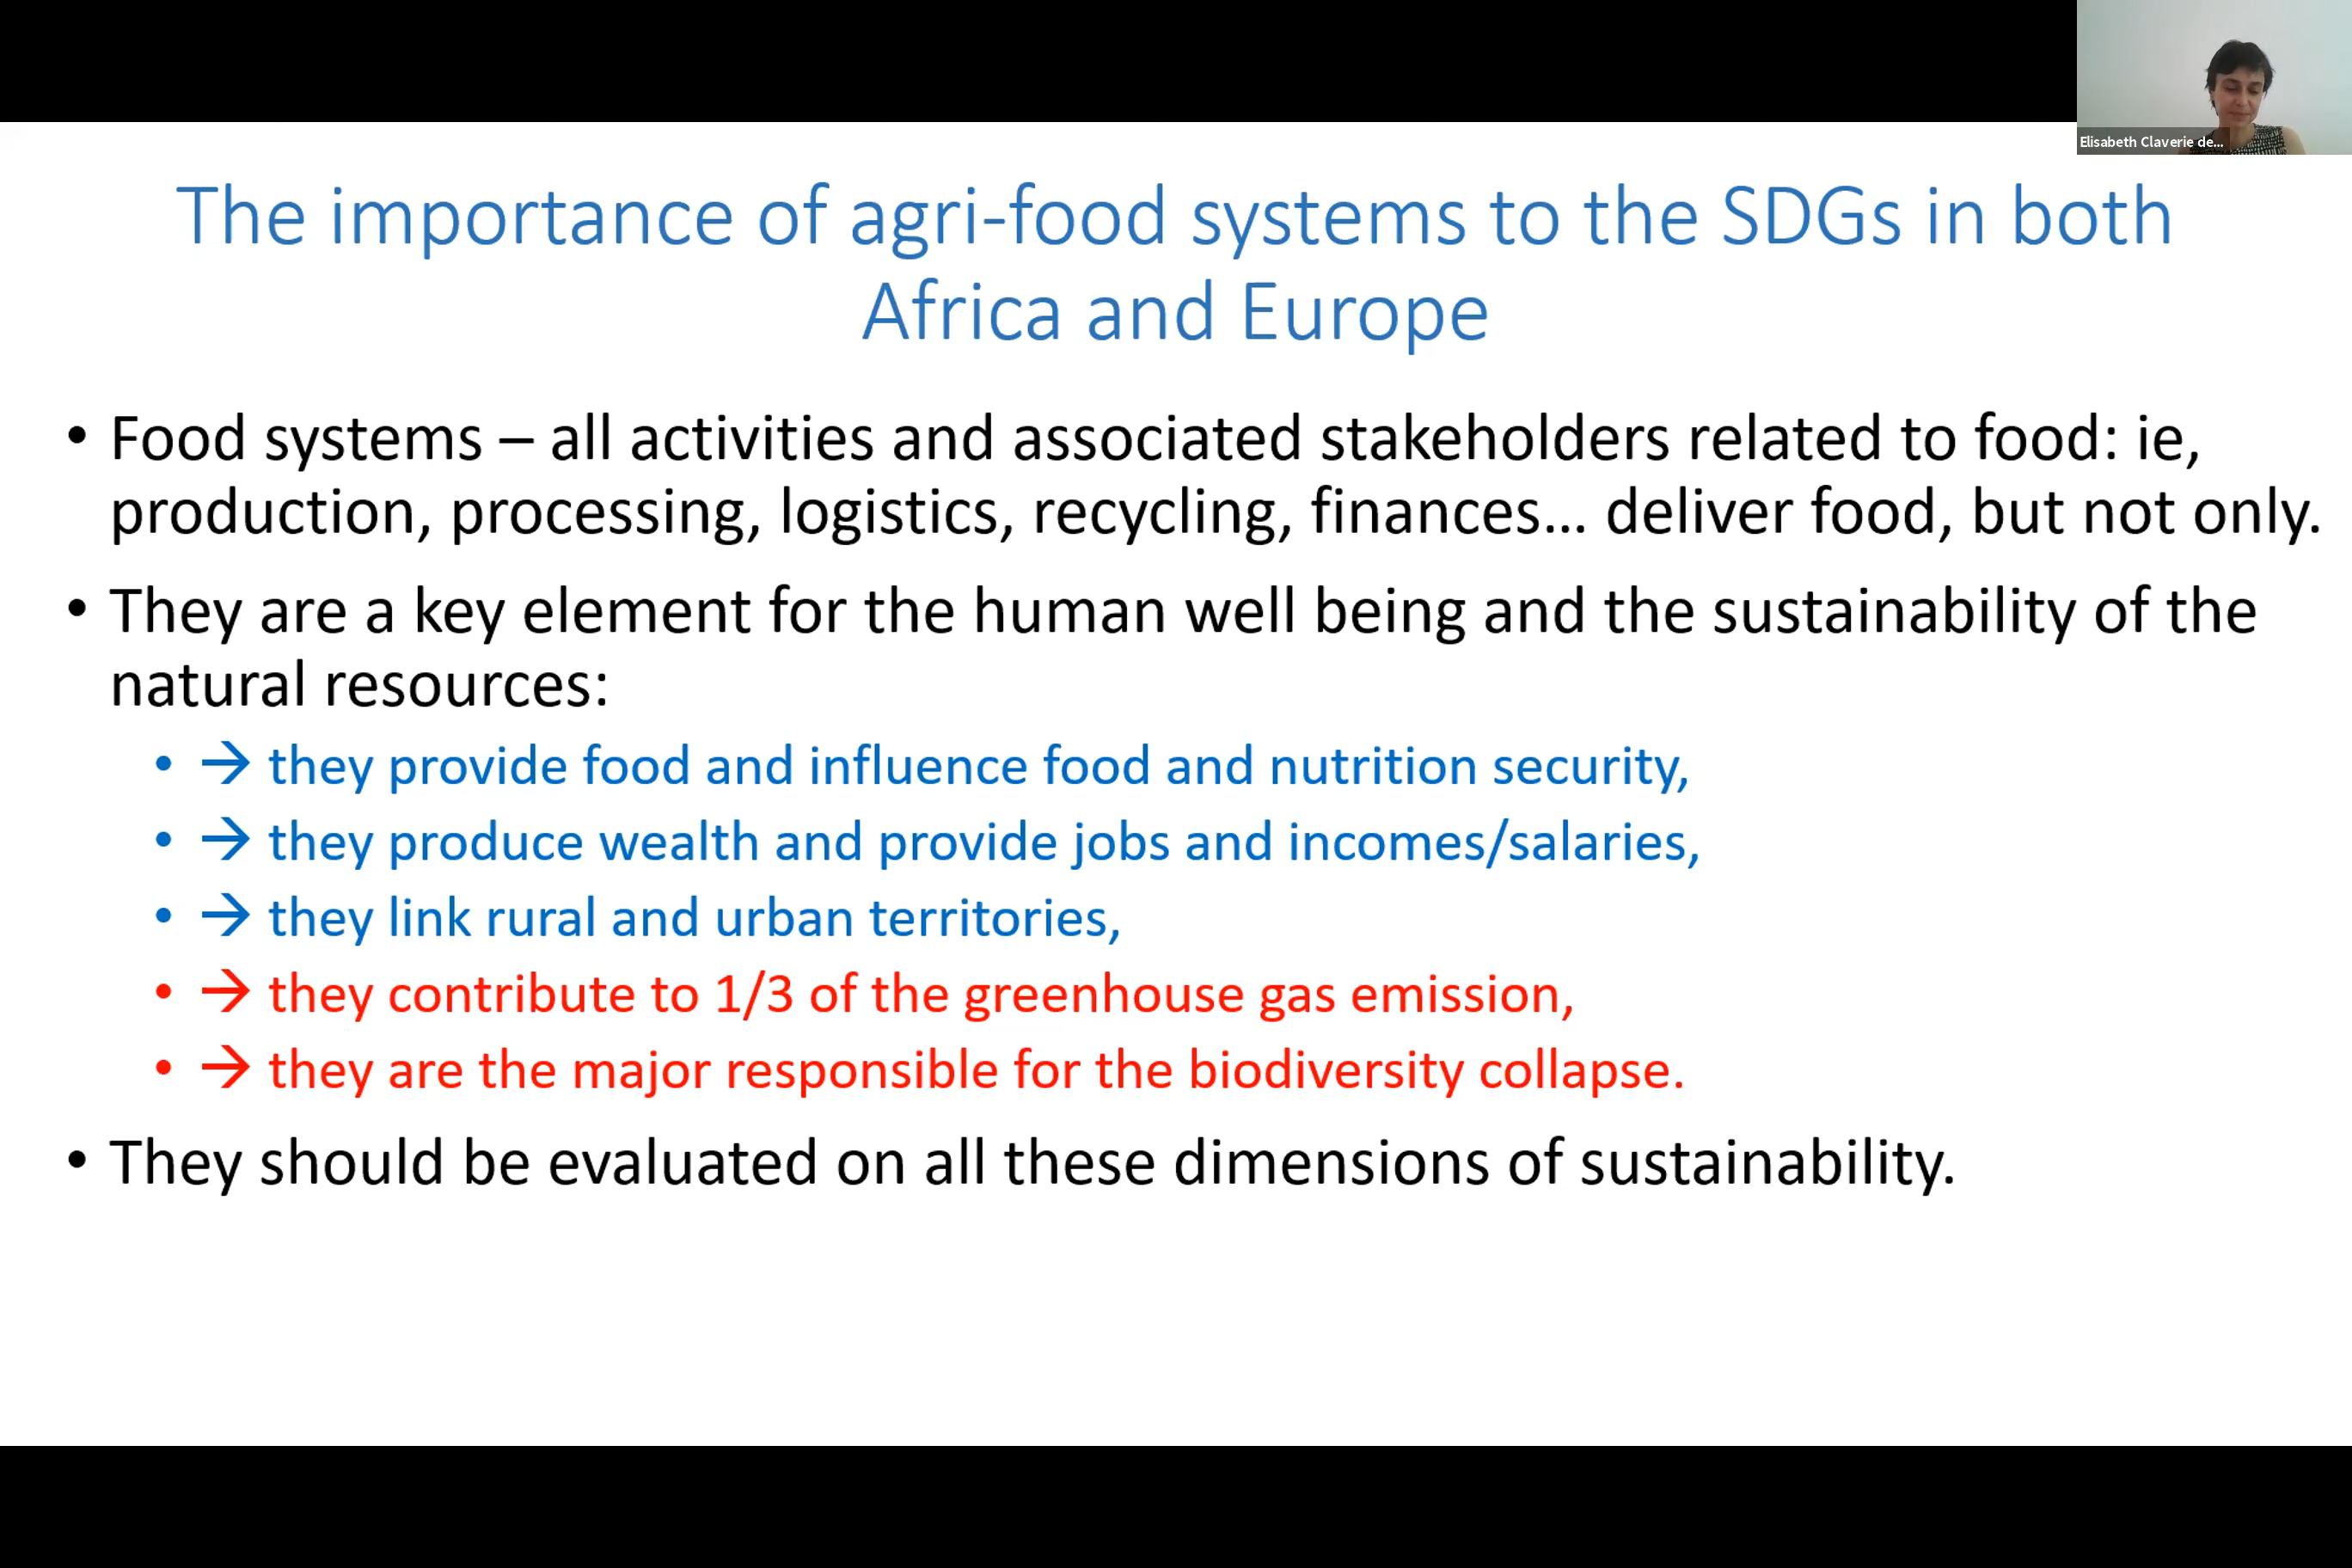 Elisabeth Claverie de...
The importance of agri-food systems to the SDGs in both
Africa and Europe
• Food systems – all activities and associated stakeholders related to food: ie,
production, processing, logistics, recycling, finances... deliver food, but not only.
• They are a key element for the human well being and the sustainability of the
natural resources:
• → they provide food and influence food and nutrition security,
• → they produce wealth and provide jobs and incomes/salaries,
• → they link rural and urban territories,
• → they contribute to 1/3 of the greenhouse gas emission,
• → they are the major responsible for the biodiversity collapse.
• They should be evaluated on all these dimensions of sustainability.